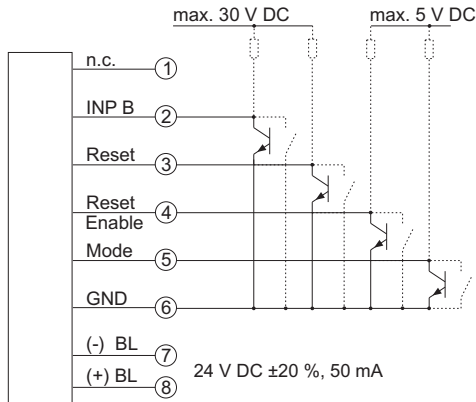 max. 30 V DC
max. 5 V DC
n.c.
1
INP B
2
Reset
3
Reset
Enable
4
Mode
5
GND
6
(-) BL
7
24 V DC ±20 %, 50 mA
(+) BL
8